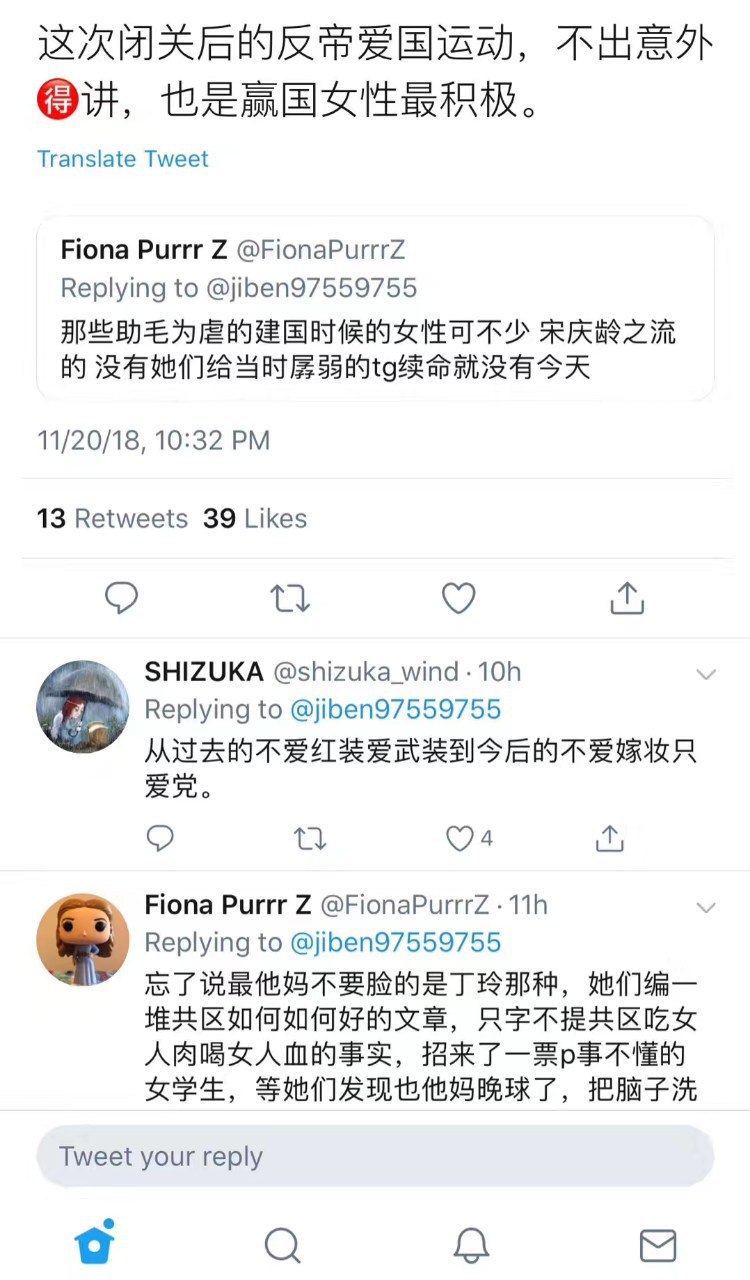 这次闭关后的反帝爱国运动，不出意外
🉐讲，也是赢国女性最积极。
Translate Tweet
Fiona Purrr Z @FionaPurrrZ
Replying to @jiben97559755
那些助毛为虐的建国时候的女性可不少 宋庆龄之流
的 没有她们给当时孱弱的tg续命就没有今天
11/20/18, 10:32 PM
13 Retweets 39 Likes
SHIZUKA @shizuka_wind · 10h
Replying to @jiben97559755
从过去的不爱红装爱武装到今后的不爱嫁妆只
爱党。
4
Fiona Purrr Z @FionaPurrrZ · 11h
Replying to @jiben97559755
忘了说最他妈不要脸的是丁玲那种，她们编一
堆共区如何如何好的文章，只字不提共区吃女
人肉喝女人血的事实，招来了一票p事不懂的
女学生，等她们发现也他妈晚球了，把脑子洗
Tweet your reply